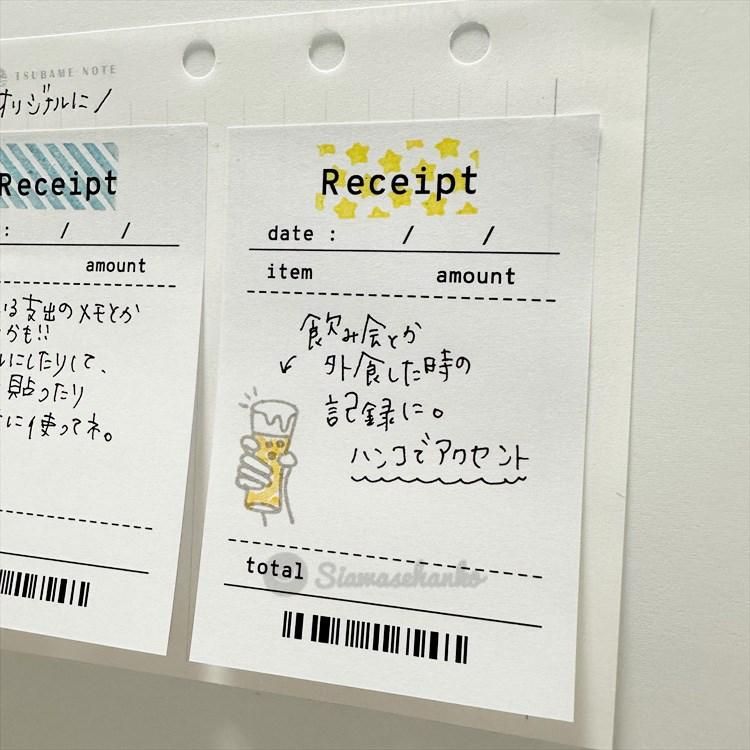 TSUBAME NOTE
オリジナルに/
Receipt
: / /
amount
る支出のメモとか
かも!!
ルにしたりして、
貼ったり
に使ってネ。
Receipt
date : / /
item amount
飲み会とか
外食した時の
記録に。
ハンコでアクセント
total
Siawasehanko